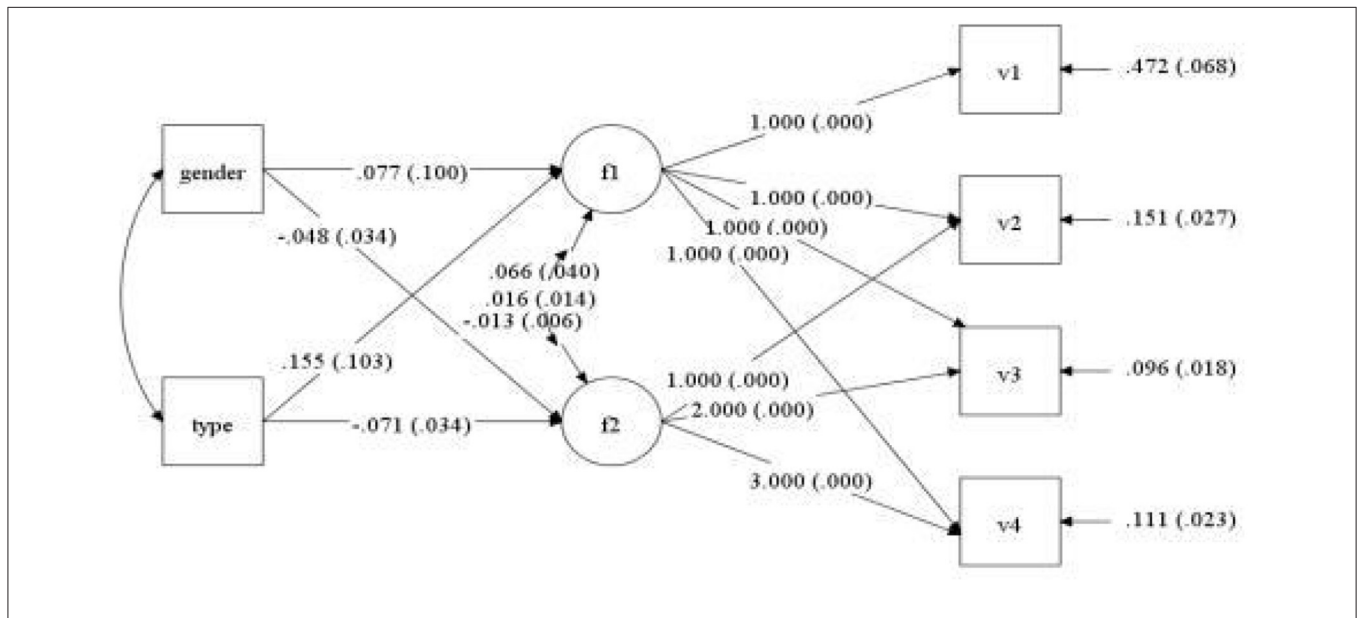 v1
.472 (.068)
1.000 (.000)
gender
.077 (.100)
f1
1.000 (.000)
v2
.151 (.027)
-.048 (.034)
1.000 (.000)
1.000 (.000)
.066 (.040)
.016 (.014)
-.013 (.006)
.155 (.103)
1.000 (.000)
v3
.096 (.018)
2.000 (.000)
type
-.071 (.034)
f2
3.000 (.000)
v4
.111 (.023)